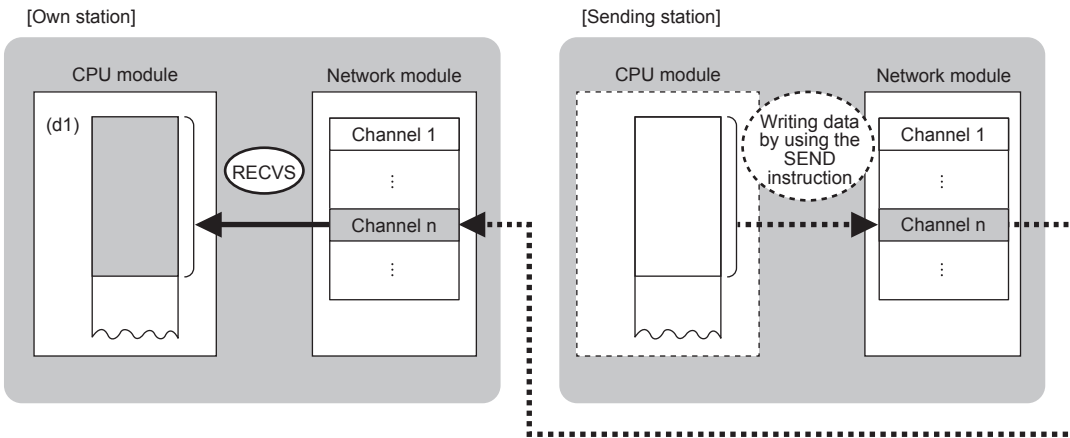 [Own station]
CPU module
Network module
(d1)
RECVS
Channel 1
⋮
Channel n
⋮
[Sending station]
CPU module
Network module
Writing data
by using the
SEND
instruction
Channel 1
⋮
Channel n
⋮